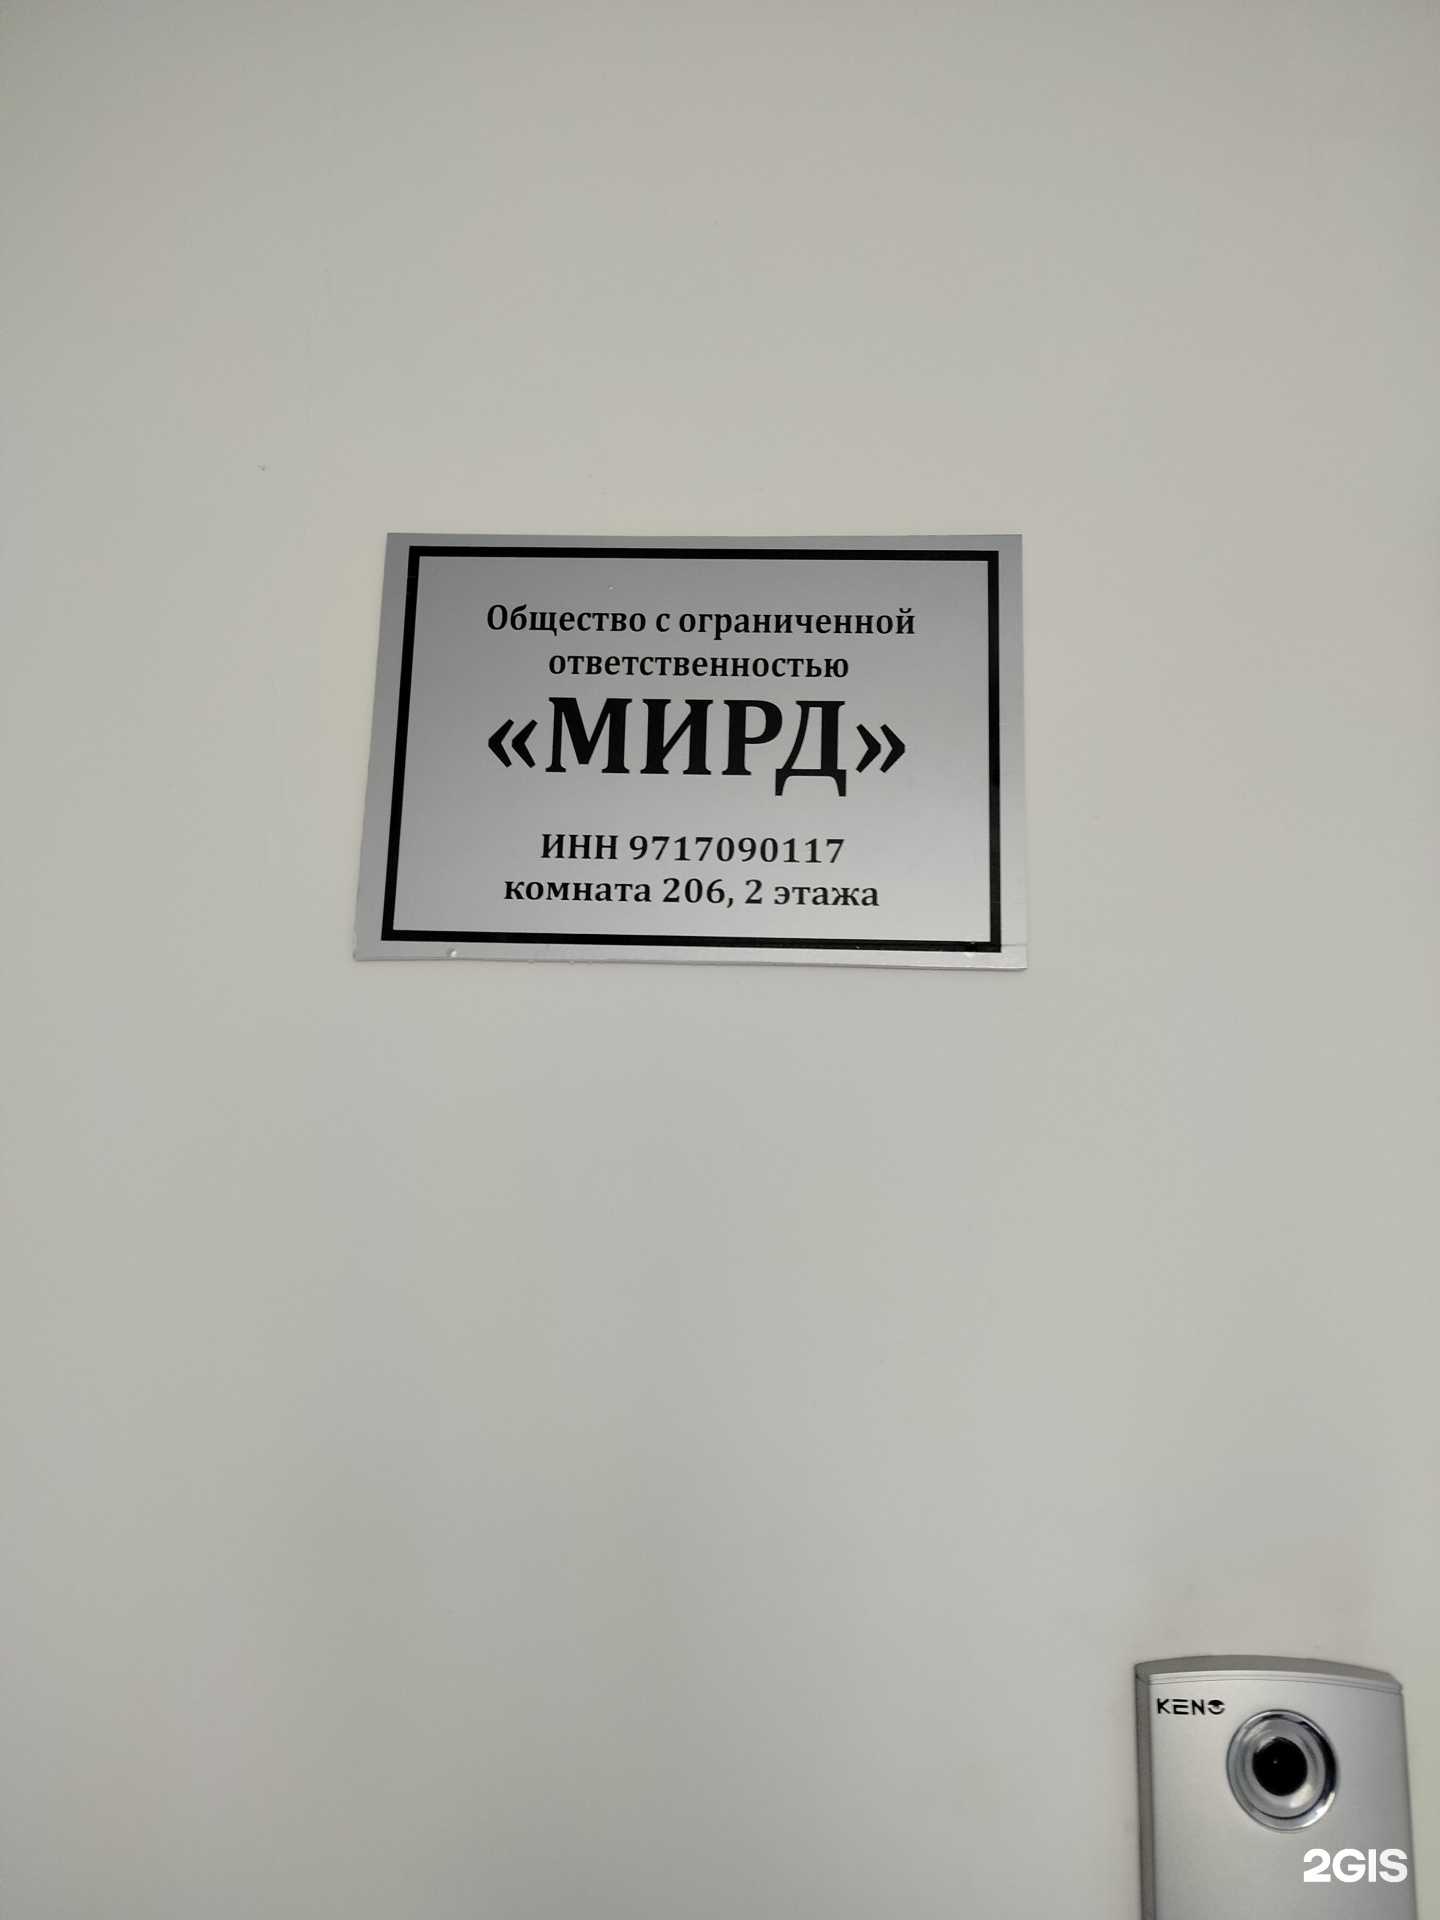 Общество с ограниченной
ответственностью
«МИРД»
ИНН 9717090117
комната 206, 2 этажа
KENO
2GIS